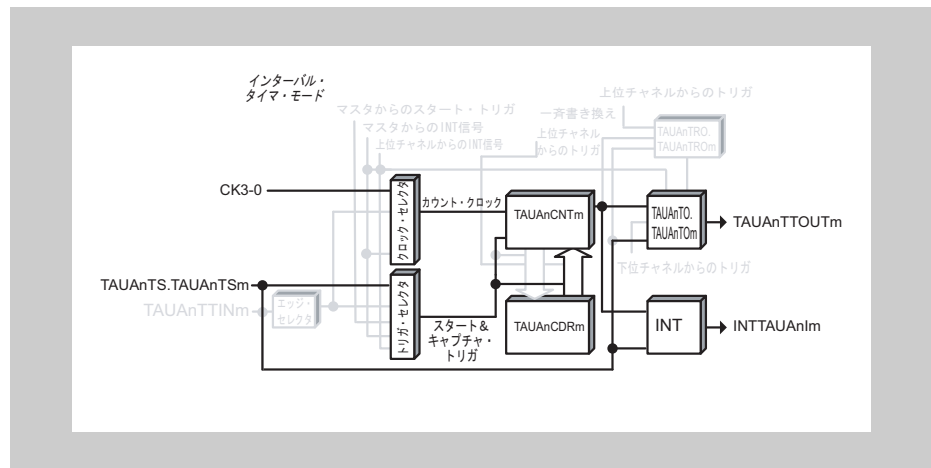 インターバル・
タイマ・モード
マスタからのスタート・トリガ
マスタからのINT信号
上位チャネルからのINT信号
上位チャネルからのトリガ
一斉書き換え
上位チャネル
からのトリガ
TAUAnTRO.
TAUAnTROm
CK3-0
クロック・セレクタ
カウント・クロック
TAUAnCNTm
TAUAnTO.
TAUAnTOm
TAUAnTTOUTm
下位チャネルからのトリガ
TAUAnTS.TAUAnTSm
TAUAnTTINm
エッジ・
セレクタ
トリガ・セレクタ
スタート&
キャプチャ・
トリガ
TAUAnCDRm
INT
INTTAUAnIm